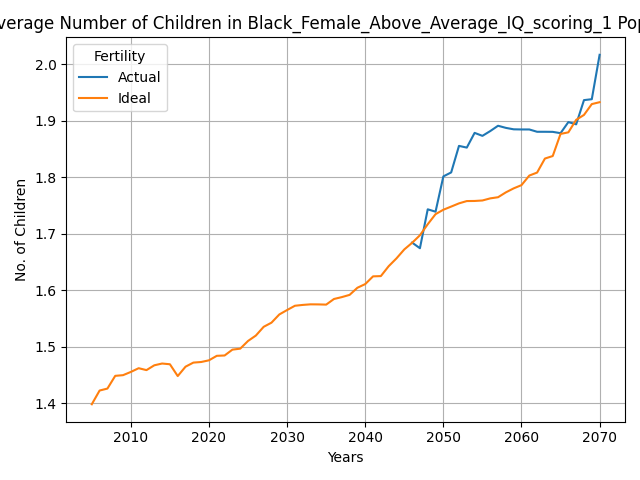 verage Number of Children in Black_Female_Above_Average_IQ_scoring_1 Pop
Fertility
Actual
Ideal
2.0
1.9
1.8
1.7
1.6
1.5
1.4
No. of Children
2010 2020 2030 2040 2050 2060 2070
Years